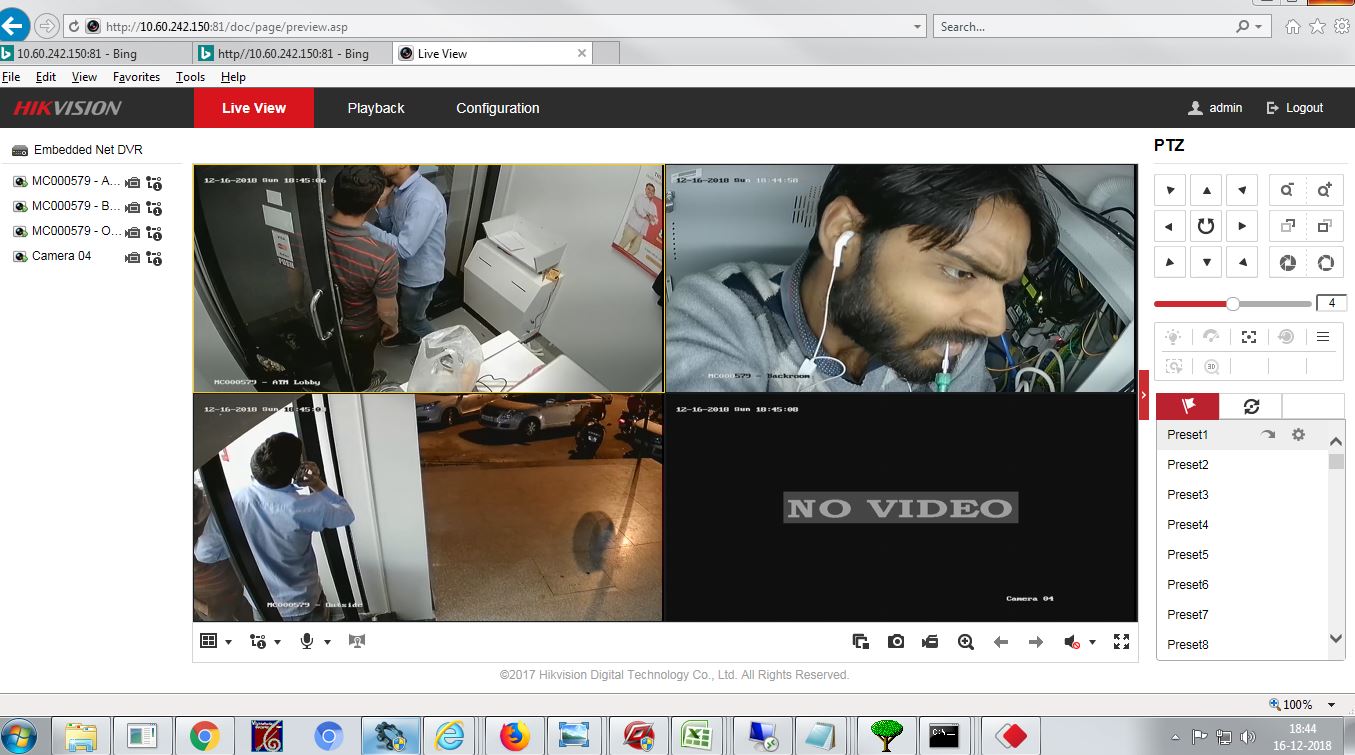 http://10.60.242.150:81/doc/page/preview.asp
Search...
10.60.242.150:81 - Bing
http//10.60.242.150:81 - Bing
Live View
File Edit View Favorites Tools Help
HIKVISION
Live View
Playback
Configuration
admin
Logout
Embedded Net DVR
MC000579 - A...
MC000579 - B...
MC000579 - O...
Camera 04
12-16-2018 Sun 18:45:06
PUSH
MC000579 - ATM Lobby
12-16-2018 Sun 18:44:58
MC000579 - Backroom
12-16-2018 Sun 18:45:0
MC000579 - Outside
12-16-2018 Sun 18:45:08
NO VIDEO
Camera 04
PTZ
4
3D
Preset1
Preset2
Preset3
Preset4
Preset5
Preset6
Preset7
Preset8
©2017 Hikvision Digital Technology Co., Ltd. All Rights Reserved.
100%
C:\_
18:44
16-12-2018